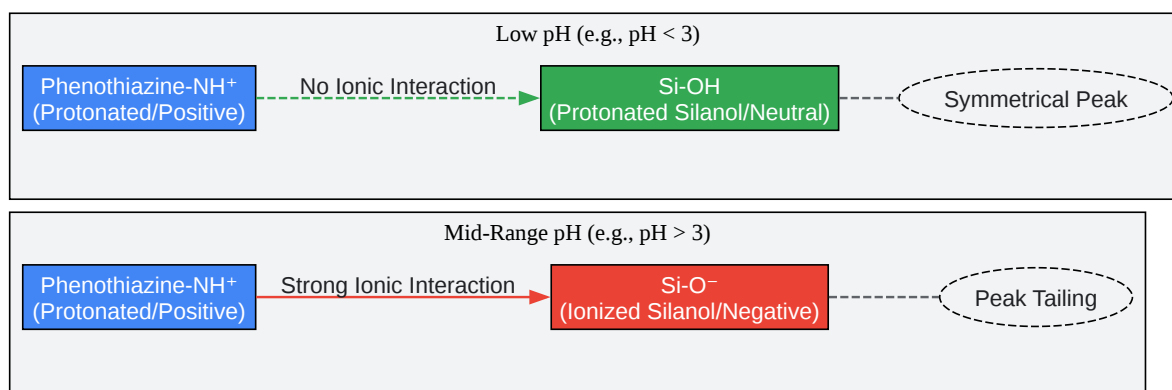 Low pH (e.g., pH < 3)
Phenothiazine-NH⁺
(Protonated/Positive)
No Ionic Interaction
Si-OH
(Protonated Silanol/Neutral)
Symmetrical Peak
Mid-Range pH (e.g., pH > 3)
Phenothiazine-NH⁺
(Protonated/Positive)
Strong Ionic Interaction
Si-O⁻
(Ionized Silanol/Negative)
Peak Tailing